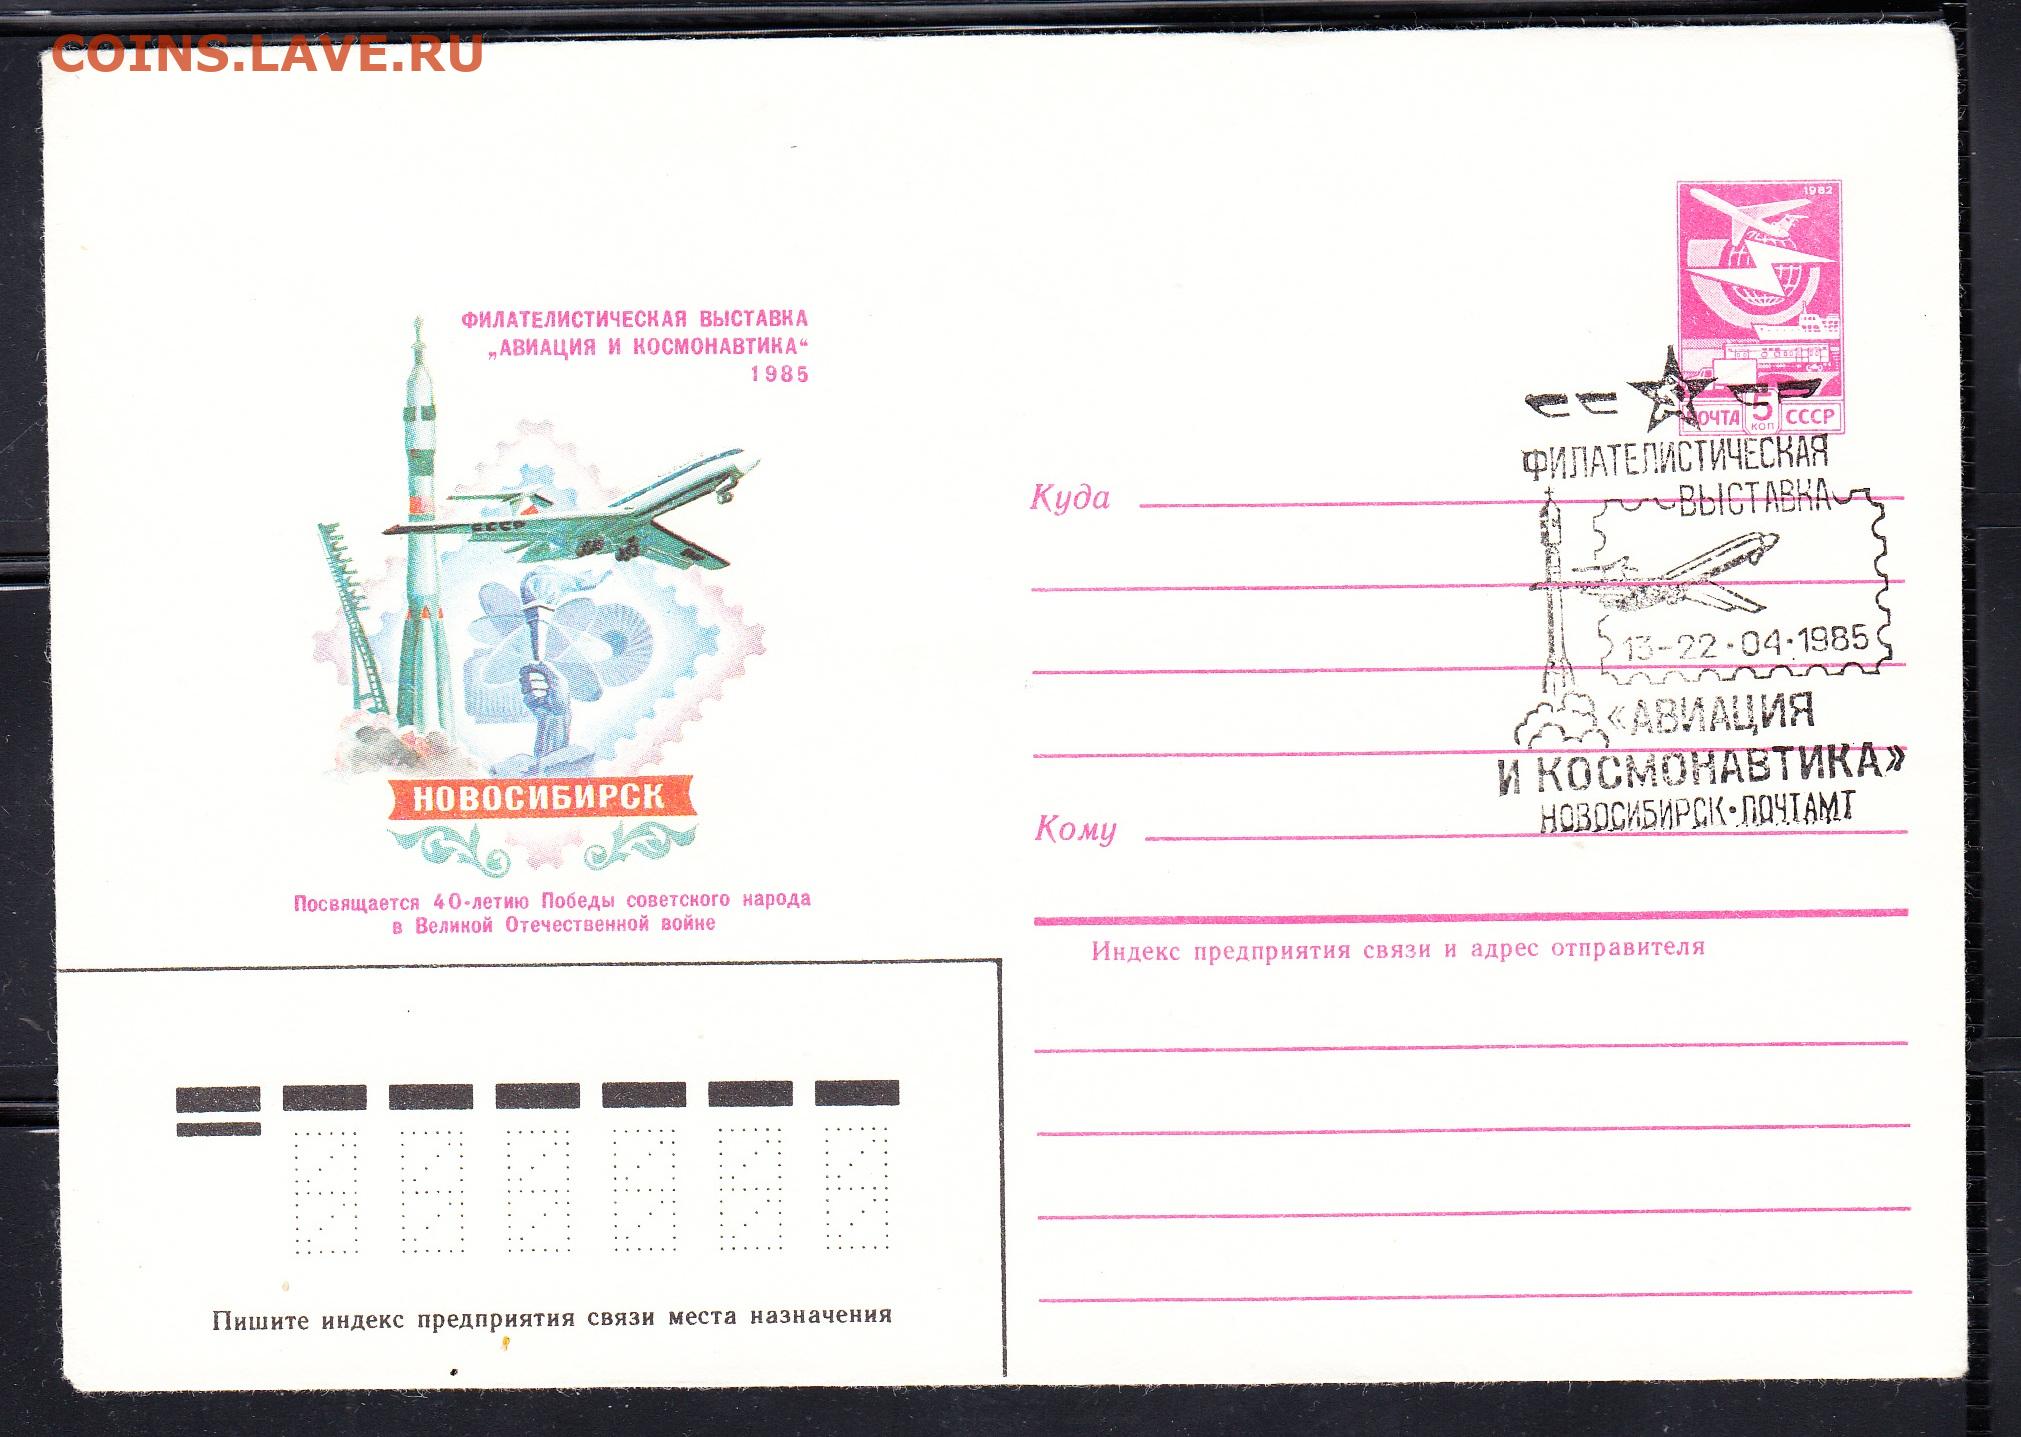 COINS.LAVE.RU
ФИЛАТЕЛИСТИЧЕСКАЯ ВЫСТАВКА
„АВИАЦИЯ И КОСМОНАВТИКА“
1985
СССР
НОВОСИБИРСК
Посвящается 40-летию Победы советского народа
в Великой Отечественной войне
1982
ПОЧТА 5 КОП СССР
ФИЛАТЕЛИСТИЧЕСКАЯ
ВЫСТАВКА
13-22·04·1985
«АВИАЦИЯ
И КОСМОНАВТИКА»
НОВОСИБИРСК·ПОЧТАМТ
Куда
Кому
Индекс предприятия связи и адрес отправителя
Пишите индекс предприятия связи места назначения